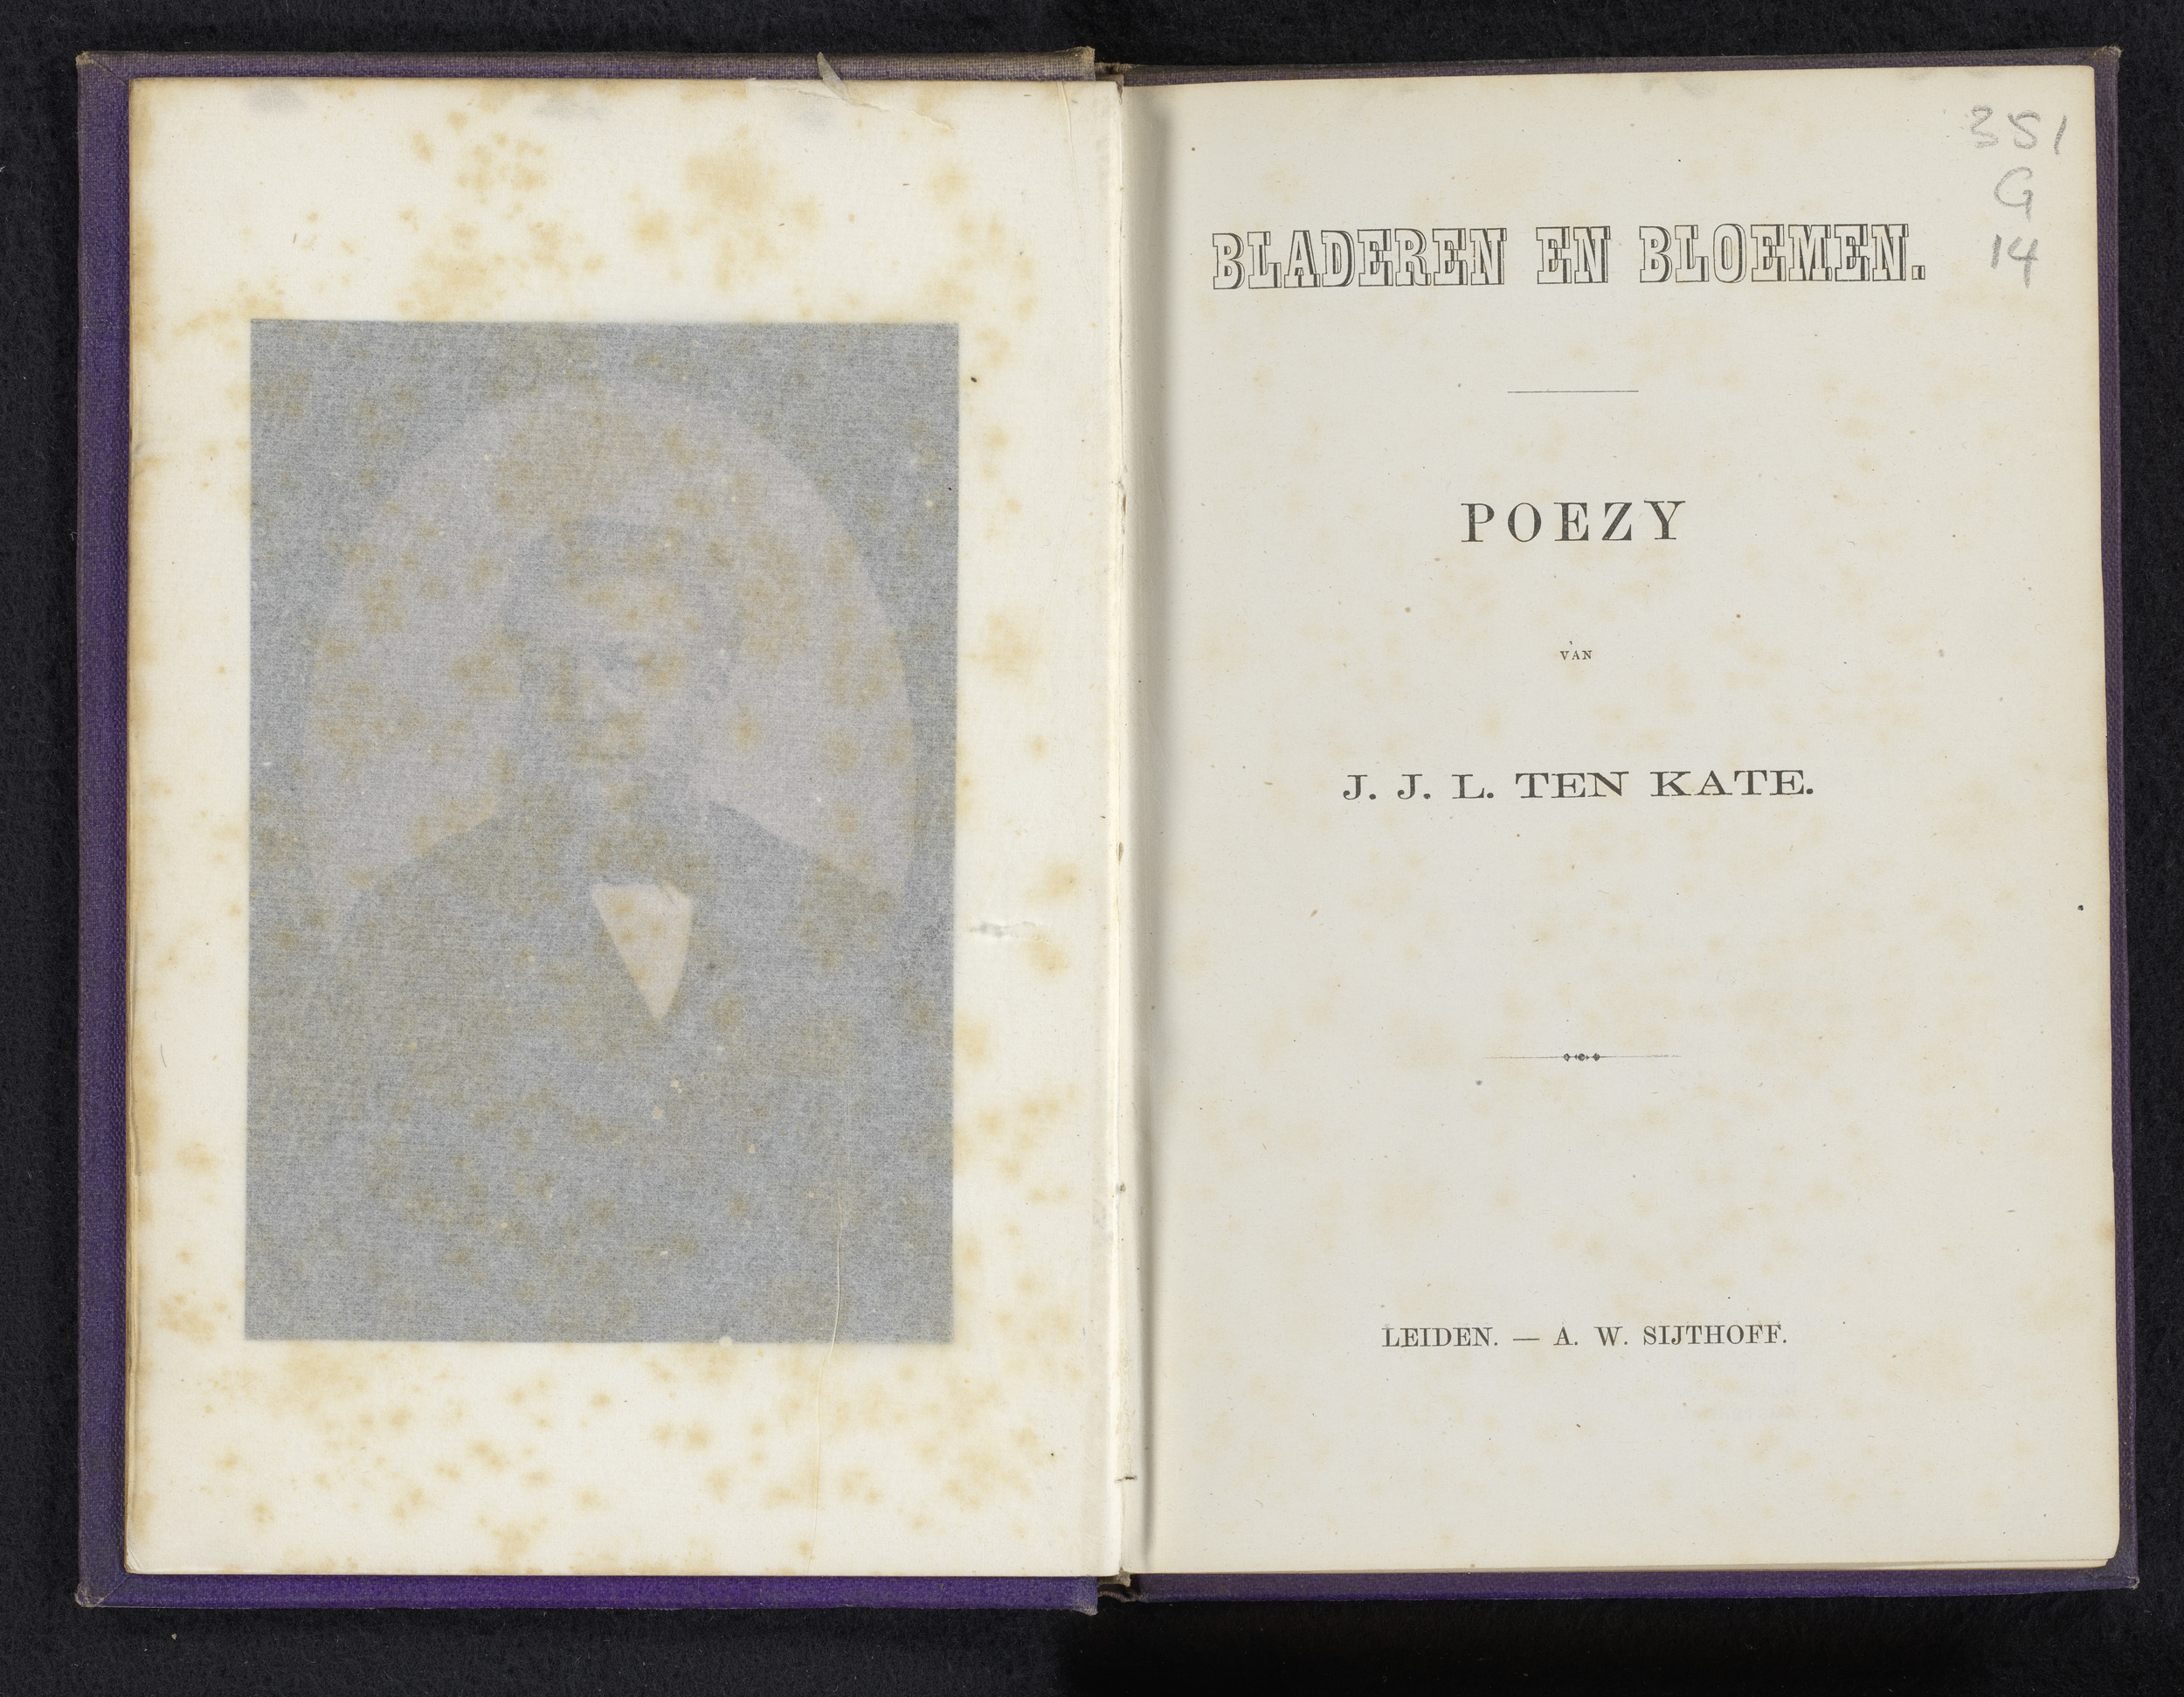 351
G
14
BLADEREN EN BLOEMEN.
POEZY
VAN
J. J. L. TEN KATE.
LEIDEN. — A. W. SIJTHOFF.